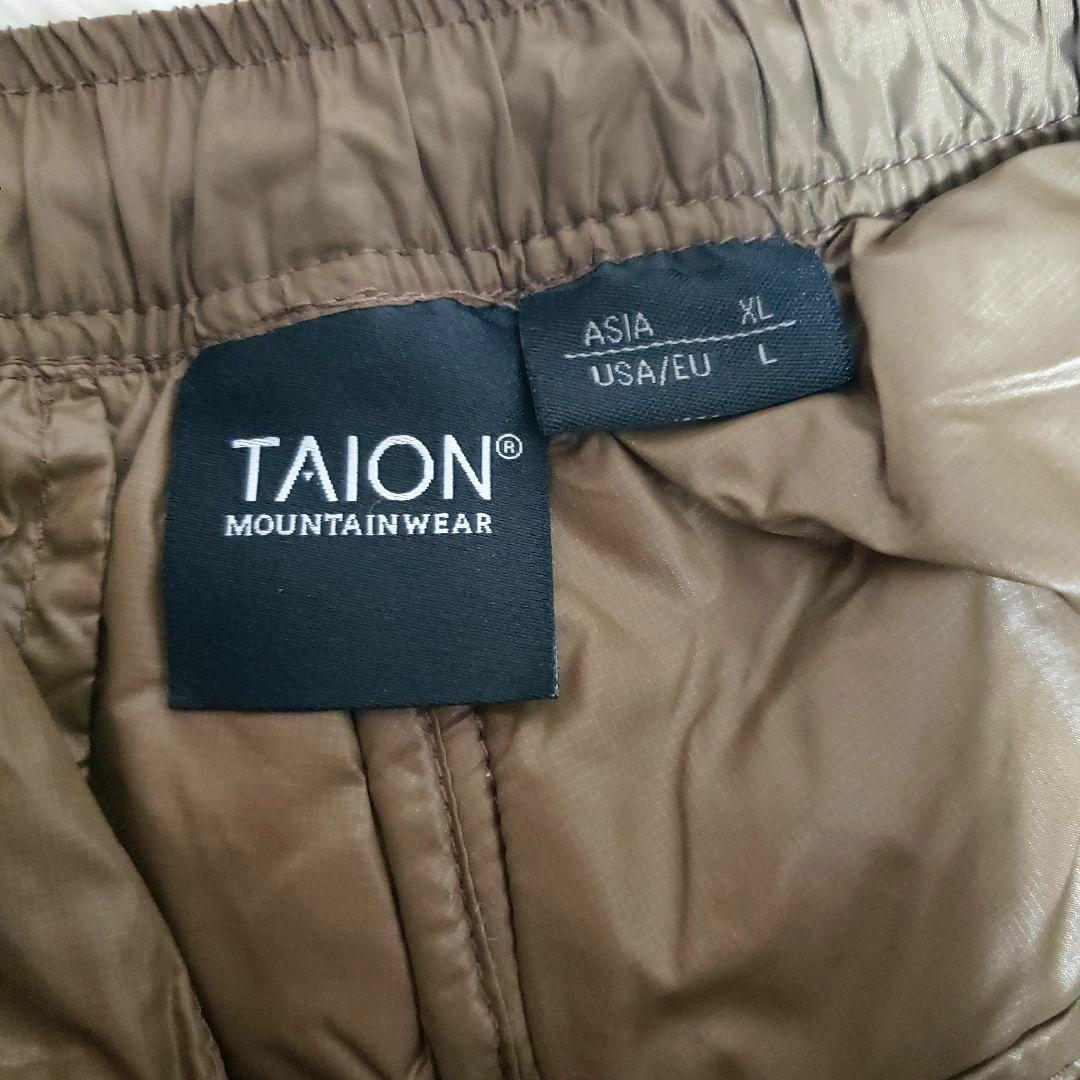 TAION®
MOUNTAINWEAR
ASIA XL
USA/EU L